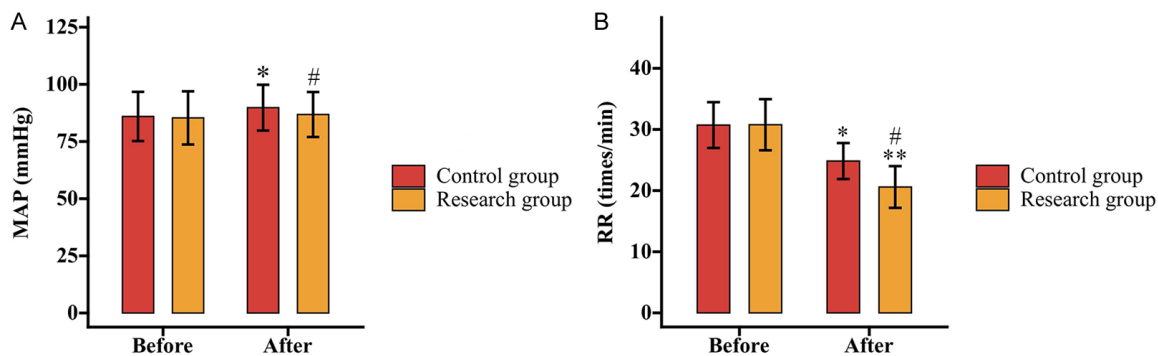 A
MAP (mmHg)
125
100
75
50
25
0
*
#
Before
After
Control group
Research group
B
RR (times/min)
40
30
20
10
0
*
#
**
Before
After
Control group
Research group